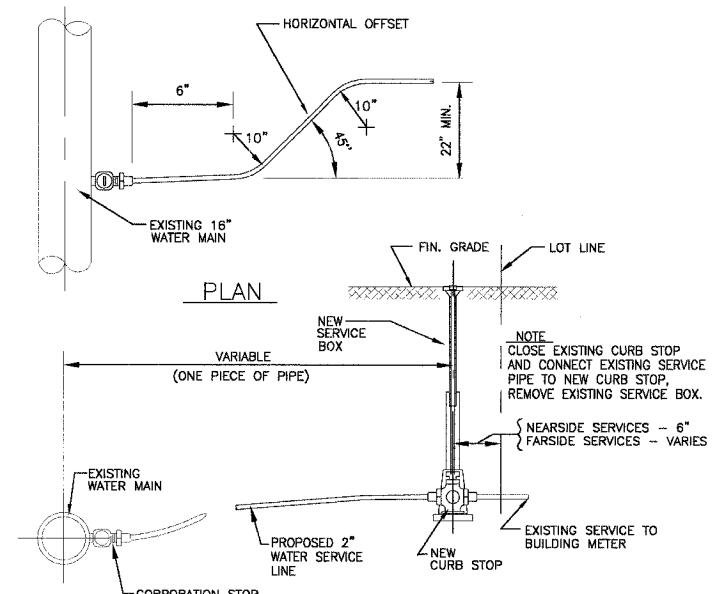 HORIZONTAL OFFSET
6"
10"
10"
45°
22" MIN.
EXISTING 16"
WATER MAIN
PLAN
FIN. GRADE
LOT LINE
NEW
SERVICE
BOX
VARIABLE
(ONE PIECE OF PIPE)
NOTE
CLOSE EXISTING CURB STOP
AND CONNECT EXISTING SERVICE
PIPE TO NEW CURB STOP,
REMOVE EXISTING SERVICE BOX.
NEARSIDE SERVICES – 6"
FARSIDE SERVICES – VARIES
EXISTING
WATER MAIN
PROPOSED 2"
WATER SERVICE
LINE
NEW
CURB STOP
EXISTING SERVICE TO
BUILDING METER
CORPORATION STOP